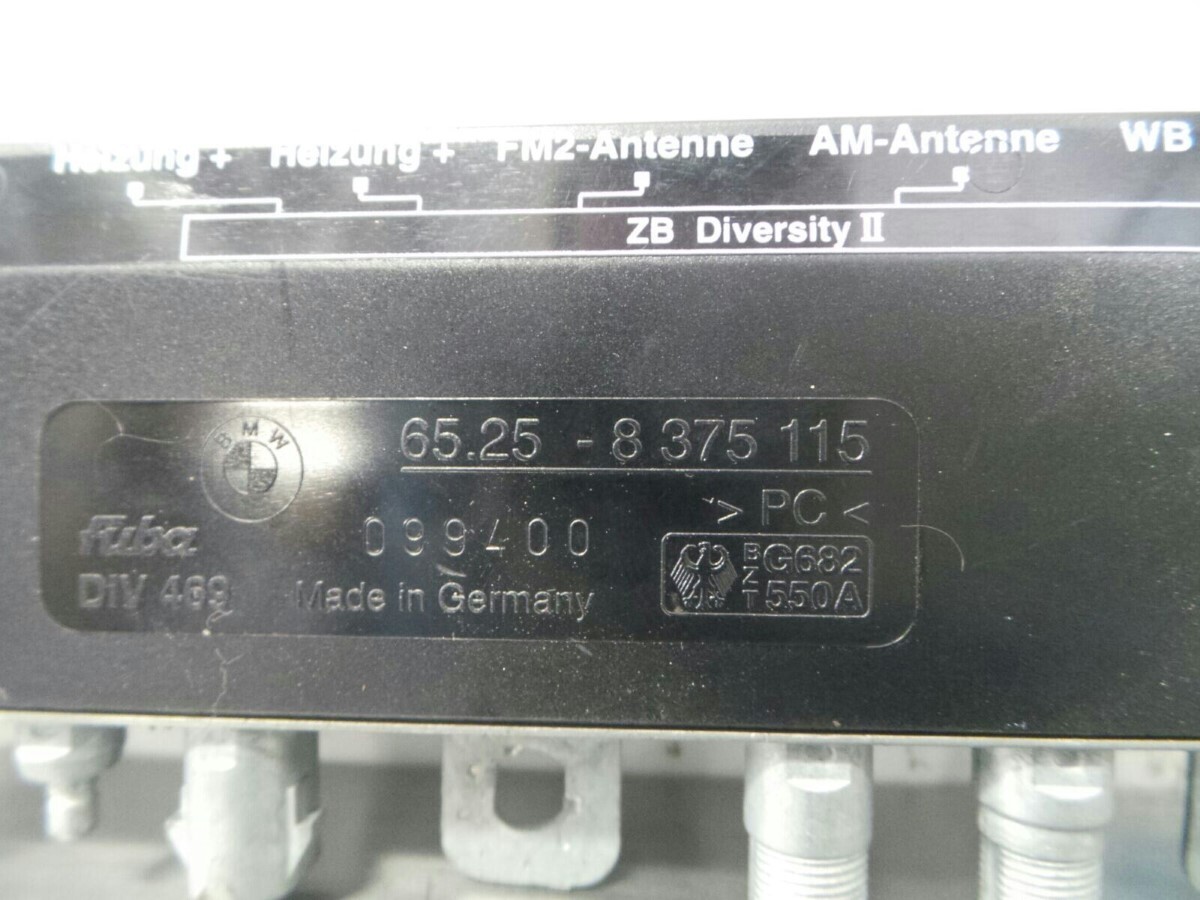 Heizung + Heizung + FM2-Antenne AM-Antenne WB
ZB Diversity II
BMW
65.25 - 8 375 115
> PC <
fuba
099400
BZT G682 550A
DIV 469
Made in Germany